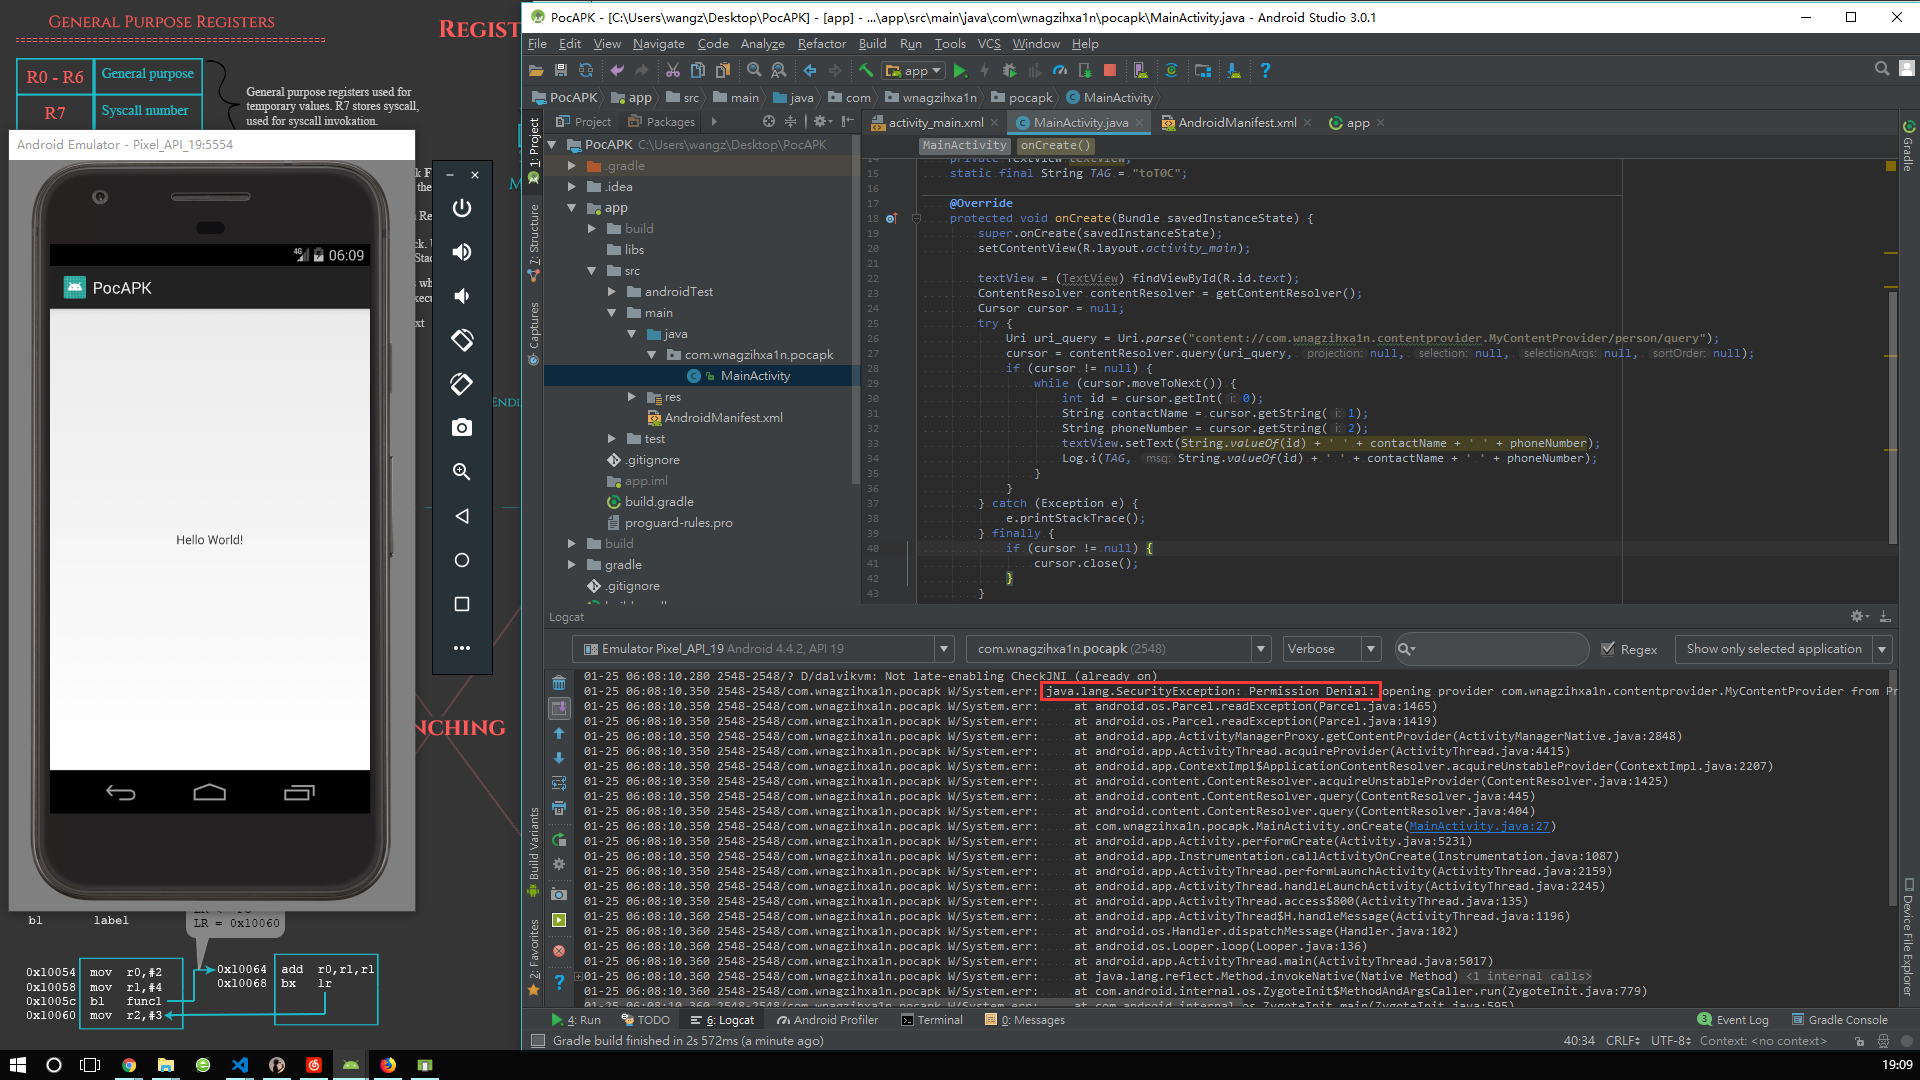 General Purpose Registers
R0 - R6 General purpose
R7 Syscall number
General purpose registers used for
temporary values. R7 stores syscall,
used for syscall invokation.
Android Emulator - Pixel_API_19:5554
06:09
PocAPK
Hello World!
bl label
LR = 0x10060
0x10054 mov r0,#2
0x10058 mov r1,#4
0x1005c bl func1
0x10060 mov r2,#3
0x10064 add r0,r1,r1
0x10068 bx lr
PocAPK - [C:\Users\wangz\Desktop\PocAPK] - [app] - ...\app\src\main\java\com\wnagzihxa1n\pocapk\MainActivity.java - Android Studio 3.0.1
File Edit View Navigate Code Analyze Refactor Build Run Tools VCS Window Help
app
PocAPK app src main java com wnagzihxa1n pocapk MainActivity
Project Packages
activity_main.xml MainActivity.java AndroidManifest.xml app
1: Project
7: Structure
Captures
Build Variants
2: Favorites
Gradle
Device File Explorer
PocAPK C:\Users\wangz\Desktop\PocAPK
.gradle
.idea
app
build
libs
src
androidTest
main
java
com.wnagzihxa1n.pocapk
MainActivity
res
AndroidManifest.xml
test
.gitignore
app.iml
build.gradle
proguard-rules.pro
build
gradle
.gitignore
MainActivity onCreate()
14 private TextView textView;
15 static final String TAG = "toT0C";
16
17 @Override
18 protected void onCreate(Bundle savedInstanceState) {
19 super.onCreate(savedInstanceState);
20 setContentView(R.layout.activity_main);
21
22 textView = (TextView) findViewById(R.id.text);
23 ContentResolver contentResolver = getContentResolver();
24 Cursor cursor = null;
25 try {
26 Uri uri_query = Uri.parse("content://com.wnagzihxa1n.contentprovider.MyContentProvider/person/query");
27 cursor = contentResolver.query(uri_query, projection: null, selection: null, selectionArgs: null, sortOrder: null);
28 if (cursor != null) {
29 while (cursor.moveToNext()) {
30 int id = cursor.getInt( i: 0);
31 String contactName = cursor.getString( i: 1);
32 String phoneNumber = cursor.getString( i: 2);
33 textView.setText(String.valueOf(id) + ' ' + contactName + ' ' + phoneNumber);
34 Log.i(TAG, msg: String.valueOf(id) + ' ' + contactName + ' ' + phoneNumber);
35 }
36 }
37 } catch (Exception e) {
38 e.printStackTrace();
39 } finally {
40 if (cursor != null) {
41 cursor.close();
42 }
43 }
Logcat
Emulator Pixel_API_19 Android 4.4.2, API 19 com.wnagzihxa1n.pocapk (2548) Verbose Regex Show only selected application
01-25 06:08:10.280 2548-2548/? D/dalvikvm: Not late-enabling CheckJNI (already on)
01-25 06:08:10.350 2548-2548/com.wnagzihxa1n.pocapk W/System.err: java.lang.SecurityException: Permission Denial: opening provider com.wnagzihxa1n.contentprovider.MyContentProvider from Pr
01-25 06:08:10.350 2548-2548/com.wnagzihxa1n.pocapk W/System.err: at android.os.Parcel.readException(Parcel.java:1465)
01-25 06:08:10.350 2548-2548/com.wnagzihxa1n.pocapk W/System.err: at android.os.Parcel.readException(Parcel.java:1419)
01-25 06:08:10.350 2548-2548/com.wnagzihxa1n.pocapk W/System.err: at android.app.ActivityManagerProxy.getContentProvider(ActivityManagerNative.java:2848)
01-25 06:08:10.350 2548-2548/com.wnagzihxa1n.pocapk W/System.err: at android.app.ActivityThread.acquireProvider(ActivityThread.java:4415)
01-25 06:08:10.350 2548-2548/com.wnagzihxa1n.pocapk W/System.err: at android.app.ContextImpl$ApplicationContentResolver.acquireUnstableProvider(ContextImpl.java:2207)
01-25 06:08:10.350 2548-2548/com.wnagzihxa1n.pocapk W/System.err: at android.content.ContentResolver.acquireUnstableProvider(ContentResolver.java:1425)
01-25 06:08:10.350 2548-2548/com.wnagzihxa1n.pocapk W/System.err: at android.content.ContentResolver.query(ContentResolver.java:445)
01-25 06:08:10.350 2548-2548/com.wnagzihxa1n.pocapk W/System.err: at android.content.ContentResolver.query(ContentResolver.java:404)
01-25 06:08:10.350 2548-2548/com.wnagzihxa1n.pocapk W/System.err: at com.wnagzihxa1n.pocapk.MainActivity.onCreate(MainActivity.java:27)
01-25 06:08:10.350 2548-2548/com.wnagzihxa1n.pocapk W/System.err: at android.app.Activity.performCreate(Activity.java:5231)
01-25 06:08:10.350 2548-2548/com.wnagzihxa1n.pocapk W/System.err: at android.app.Instrumentation.callActivityOnCreate(Instrumentation.java:1087)
01-25 06:08:10.350 2548-2548/com.wnagzihxa1n.pocapk W/System.err: at android.app.ActivityThread.performLaunchActivity(ActivityThread.java:2159)
01-25 06:08:10.350 2548-2548/com.wnagzihxa1n.pocapk W/System.err: at android.app.ActivityThread.handleLaunchActivity(ActivityThread.java:2245)
01-25 06:08:10.350 2548-2548/com.wnagzihxa1n.pocapk W/System.err: at android.app.ActivityThread.access$800(ActivityThread.java:135)
01-25 06:08:10.360 2548-2548/com.wnagzihxa1n.pocapk W/System.err: at android.app.ActivityThread$H.handleMessage(ActivityThread.java:1196)
01-25 06:08:10.360 2548-2548/com.wnagzihxa1n.pocapk W/System.err: at android.os.Handler.dispatchMessage(Handler.java:102)
01-25 06:08:10.360 2548-2548/com.wnagzihxa1n.pocapk W/System.err: at android.os.Looper.loop(Looper.java:136)
01-25 06:08:10.360 2548-2548/com.wnagzihxa1n.pocapk W/System.err: at android.app.ActivityThread.main(ActivityThread.java:5017)
01-25 06:08:10.360 2548-2548/com.wnagzihxa1n.pocapk W/System.err: at java.lang.reflect.Method.invokeNative(Native Method) <1 internal calls>
01-25 06:08:10.360 2548-2548/com.wnagzihxa1n.pocapk W/System.err: at com.android.internal.os.ZygoteInit$MethodAndArgsCaller.run(ZygoteInit.java:779)
01-25 06:08:10.360 2548-2548/com.wnagzihxa1n.pocapk W/System.err: at com.android.internal.os.ZygoteInit.main(ZygoteInit.java:595)
4: Run TODO 6: Logcat Android Profiler Terminal 0: Messages 3 Event Log Gradle Console
Gradle build finished in 2s 572ms (a minute ago) 40:34 CRLF UTF-8 Context: <no context>
19:09